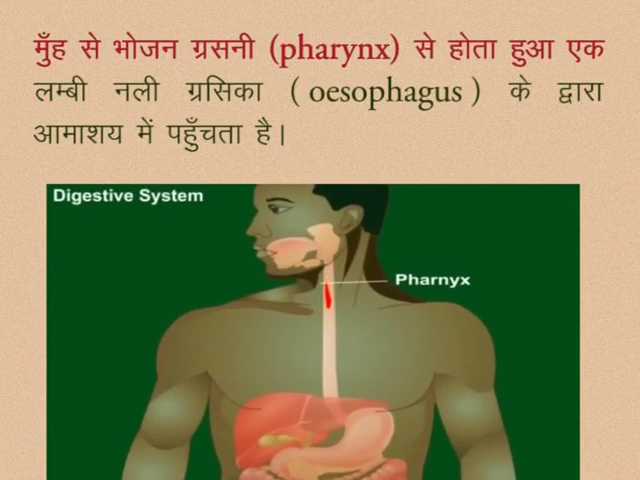 मुँह से भोजन ग्रसनी (pharynx) से होता हुआ एक
लम्बी नली ग्रसिका ( oesophagus ) के द्वारा
आमाशय में पहुँचता है।
Digestive System
Pharnyx